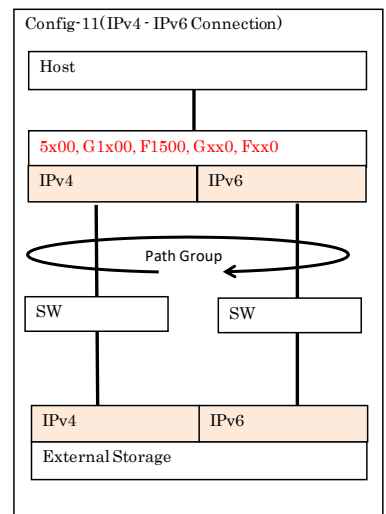 Config-11(IPv4 - IPv6 Connection)
Host
5x00, G1x00, F1500, Gxx0, Fxx0
IPv4 IPv6
Path Group
SW SW
IPv4 IPv6
External Storage